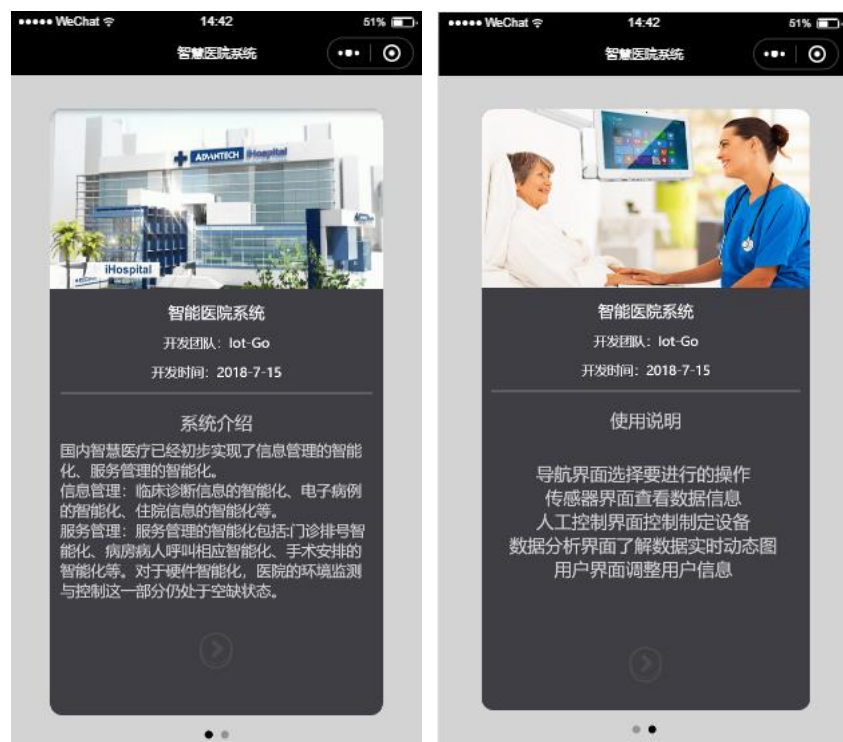 WeChat
14:42
51%
智慧医院系统
ADVANTECH iHospital
iHospital
智能医院系统
开发团队：Iot-Go
开发时间：2018-7-15
系统介绍
国内智慧医疗已经初步实现了信息管理的智能
化、服务管理的智能化。
信息管理：临床诊断信息的智能化、电子病例
的智能化、住院信息的智能化等。
服务管理：服务管理的智能化包括:门诊排号智
能化、病房病人呼叫相应智能化、手术安排的
智能化等。对于硬件智能化，医院的环境监测
与控制这一部分仍处于空缺状态。
WeChat
14:42
51%
智慧医院系统
智能医院系统
开发团队：Iot-Go
开发时间：2018-7-15
使用说明
导航界面选择要进行的操作
传感器界面查看数据信息
人工控制界面控制制定设备
数据分析界面了解数据实时动态图
用户界面调整用户信息